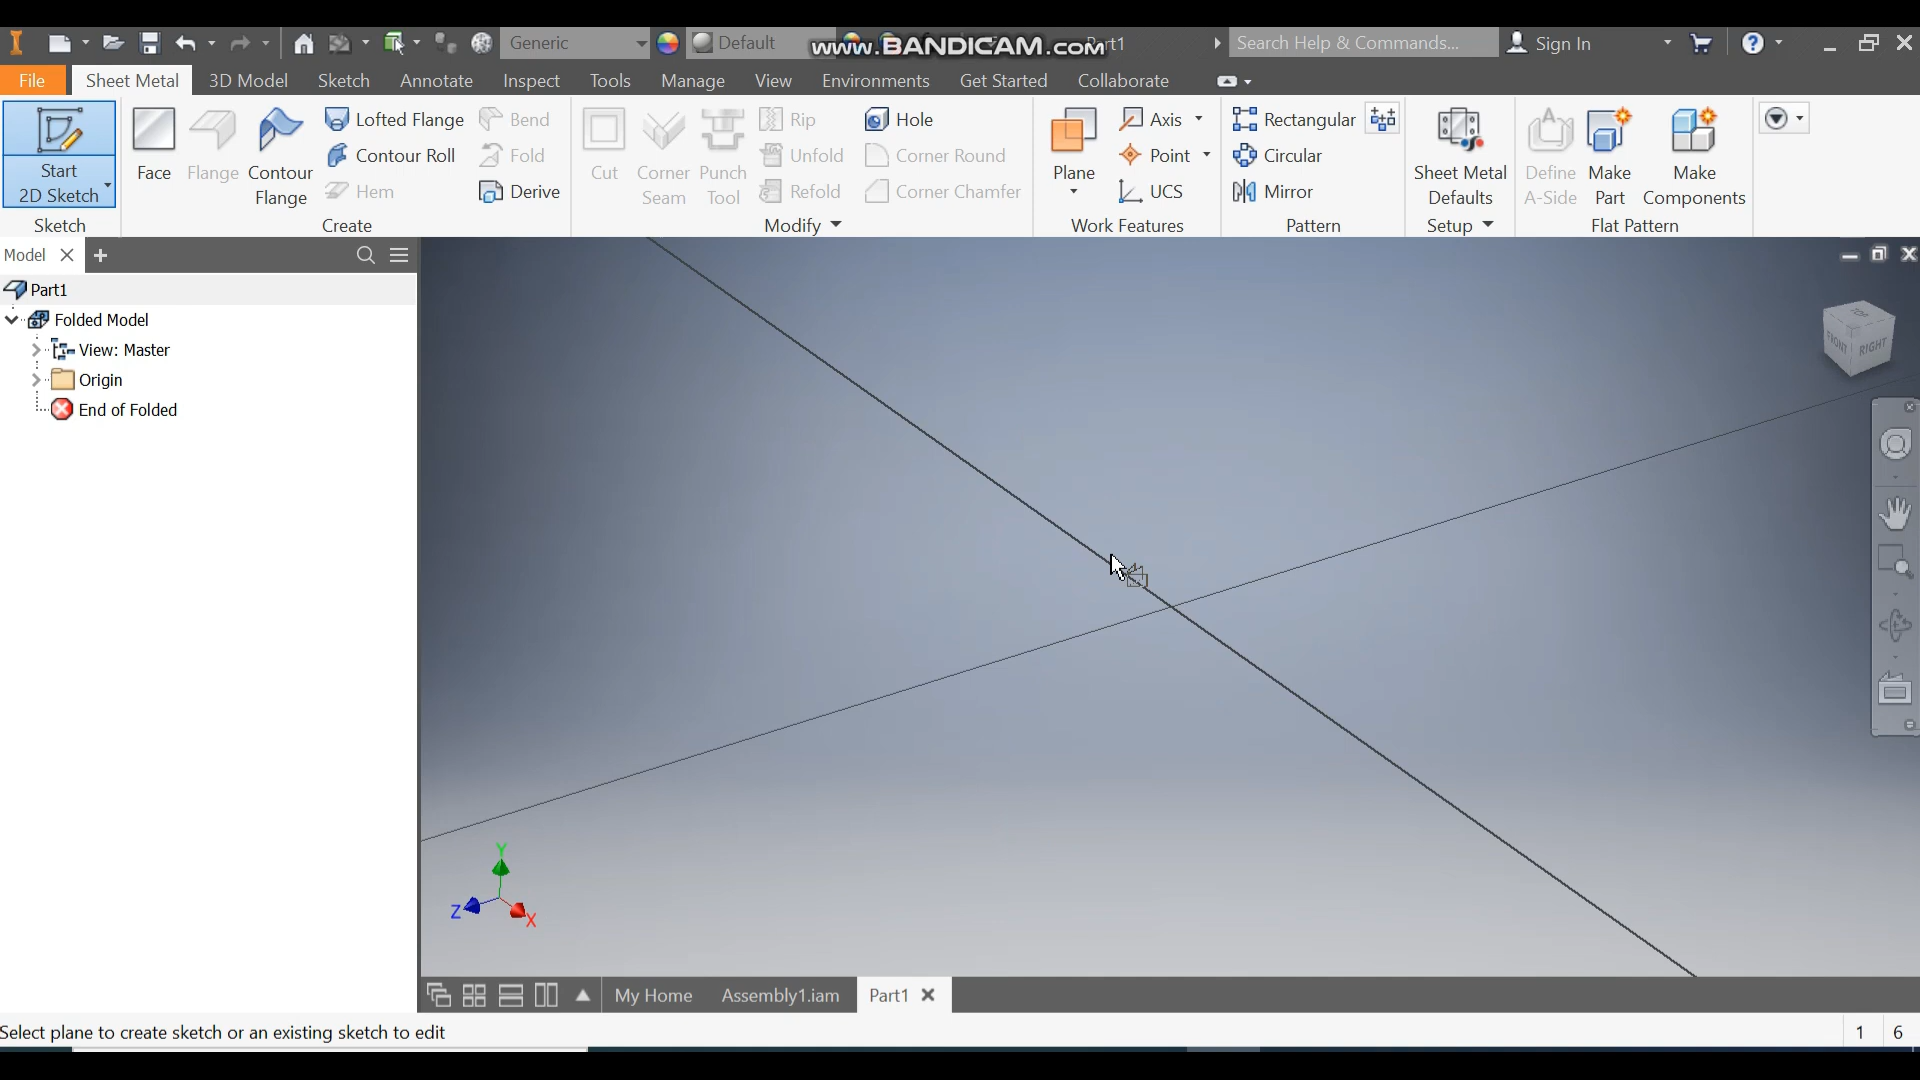 Generic
Default
www.BANDICAM.com
Part1
Search Help & Commands...
Sign In
File
Sheet Metal
3D Model
Sketch
Annotate
Inspect
Tools
Manage
View
Environments
Get Started
Collaborate
Start
2D Sketch
Face
Flange
Contour
Flange
Lofted Flange
Contour Roll
Hem
Bend
Fold
Derive
Cut
Corner
Seam
Punch
Tool
Rip
Unfold
Refold
Hole
Corner Round
Corner Chamfer
Plane
Axis
Point
UCS
Rectangular
Circular
Mirror
Sheet Metal
Defaults
Define
A-Side
Make
Part
Make
Components
Sketch
Create
Modify
Work Features
Pattern
Setup
Flat Pattern
Model
Part1
Folded Model
View: Master
Origin
End of Folded
TOP
FRONT
RIGHT
Y
Z
X
My Home
Assembly1.iam
Part1
Select plane to create sketch or an existing sketch to edit
1
6